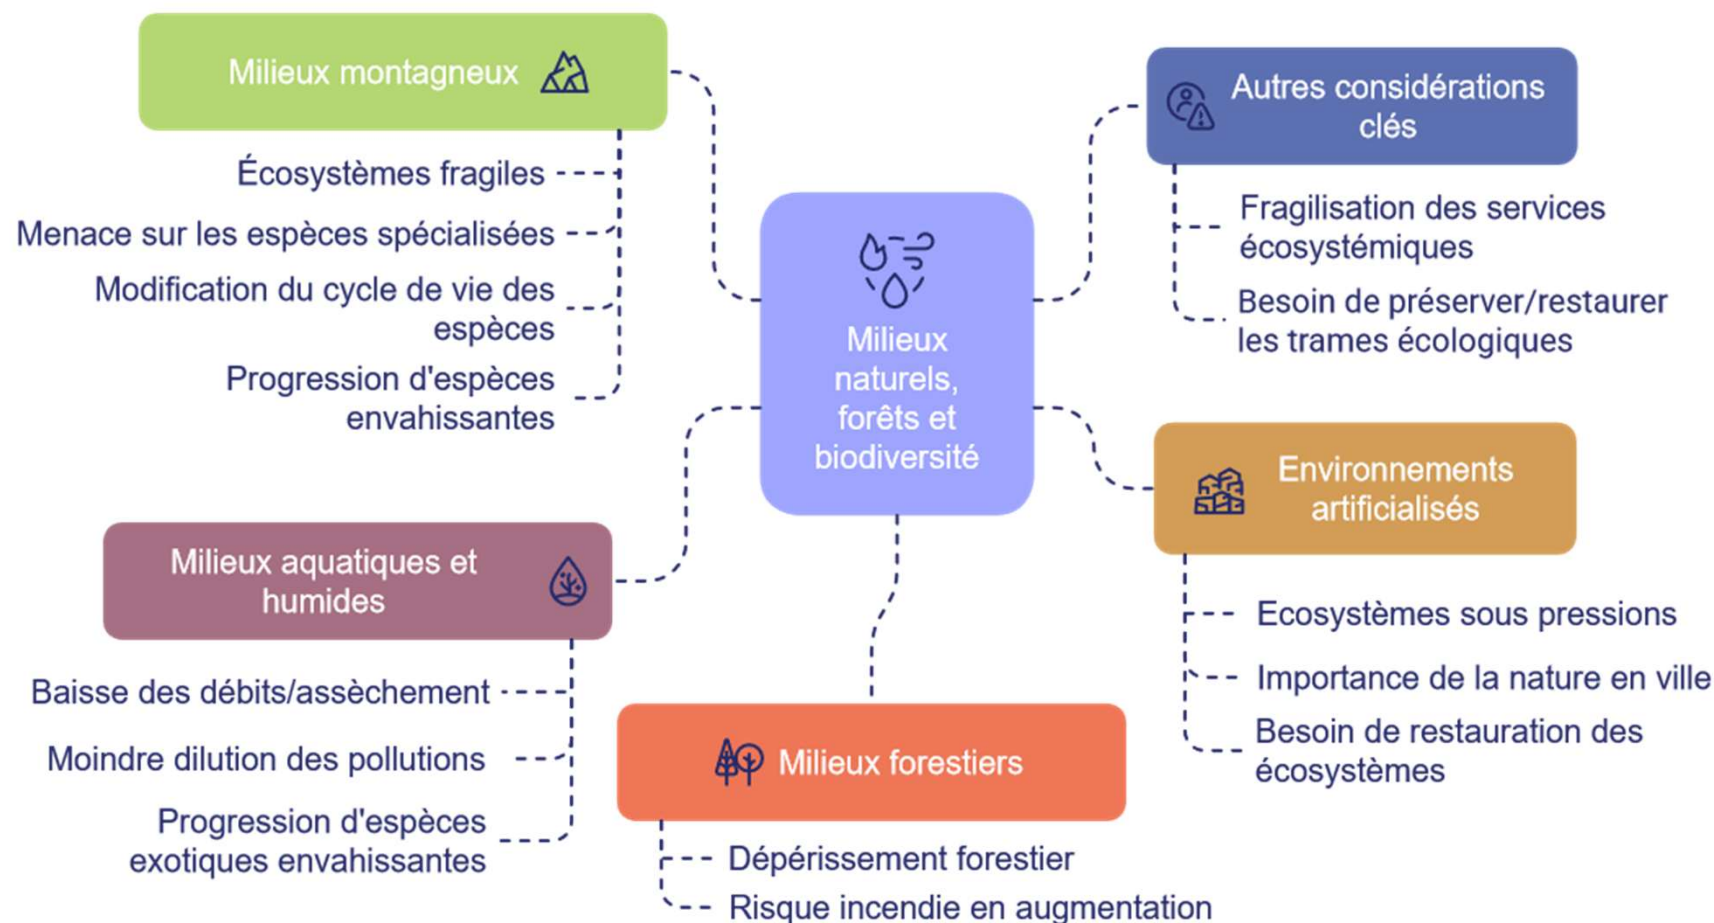 Milieux montagneux
Écosystèmes fragiles
Menace sur les espèces spécialisées
Modification du cycle de vie des
espèces
Progression d'espèces
envahissantes
Milieux aquatiques et
humides
Baisse des débits/assèchement
Moindre dilution des pollutions
Progression d'espèces
exotiques envahissantes
Milieux
naturels,
forêts et
biodiversité
Milieux forestiers
Dépérissement forestier
Risque incendie en augmentation
Autres considérations
clés
Fragilisation des services
écosystémiques
Besoin de préserver/restaurer
les trames écologiques
Environnements
artificialisés
Ecosystèmes sous pressions
Importance de la nature en ville
Besoin de restauration des
écosystèmes